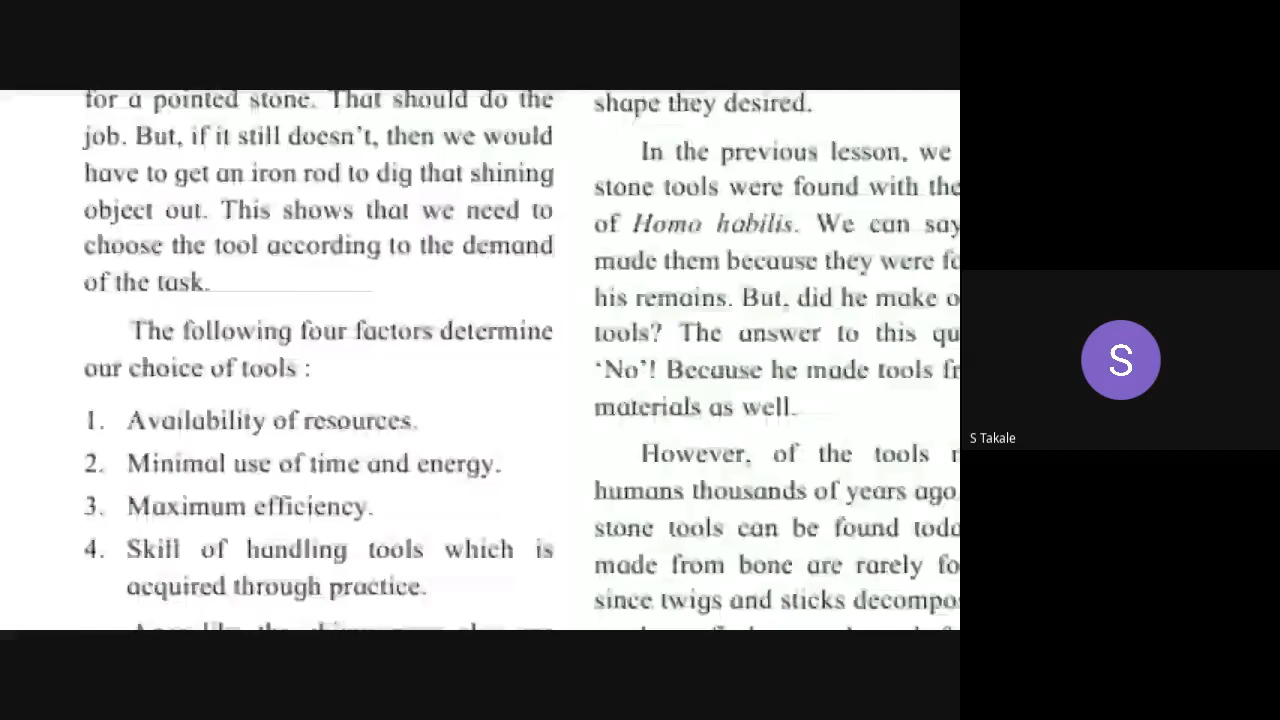 for a pointed stone. That should do the
job. But, if it still doesn't, then we would
have to get an iron rod to dig that shining
object out. This shows that we need to
choose the tool according to the demand
of the task.
The following four factors determine
our choice of tools :
1. Availability of resources.
2. Minimal use of time and energy.
3. Maximum efficiency.
4. Skill of handling tools which is
acquired through practice.
shape they desired.
In the previous lesson, we
stone tools were found with the
of Homo habilis. We can say
made them because they were
his remains. But, did he make
tools? The answer to this
'No'! Because he made tools
materials as well.
However, of the tools
humans thousands of years ago
stone tools can be found
made from bone are rarely
since twigs and sticks
S
S Takale